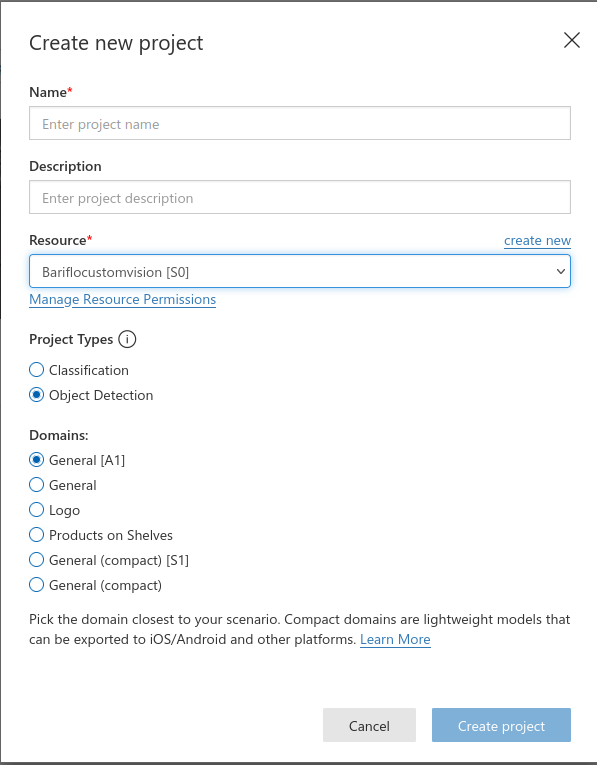 Create new project
Name*
Enter project name
Description
Enter project description
Resource*
create new
Bariflocustomvision [S0]
Manage Resource Permissions
Project Types i
Classification
Object Detection
Domains:
General [A1]
General
Logo
Products on Shelves
General (compact) [S1]
General (compact)
Pick the domain closest to your scenario. Compact domains are lightweight models that
can be exported to iOS/Android and other platforms. Learn More
Cancel
Create project